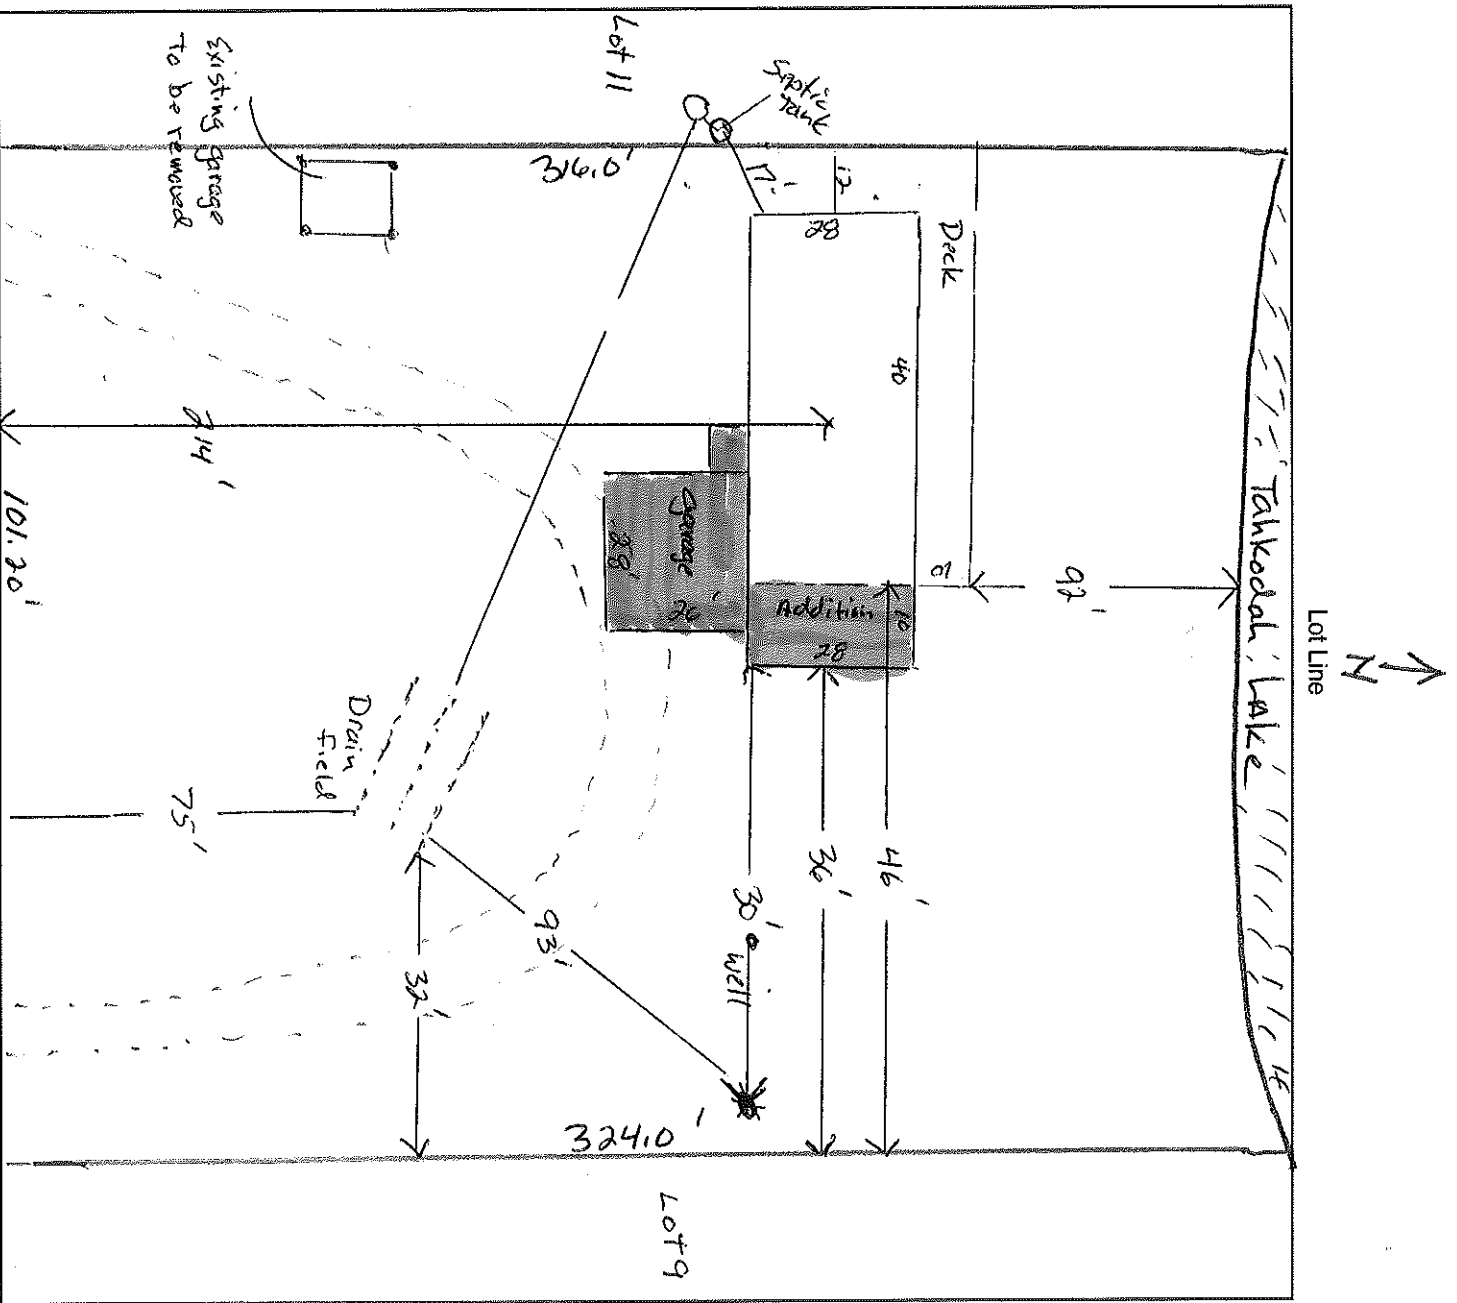 Lot Line
N
Tahkodah Lake
Lot 11
Septic
Tank
17'
12
28
Deck
40
316.0'
Existing garage
To be removed
214'
Garage
28'
26'
Addition
10
28
10
92'
46'
36'
30'
well
93'
32'
Drain
Field
75'
101.20'
324.0'
Lot 9